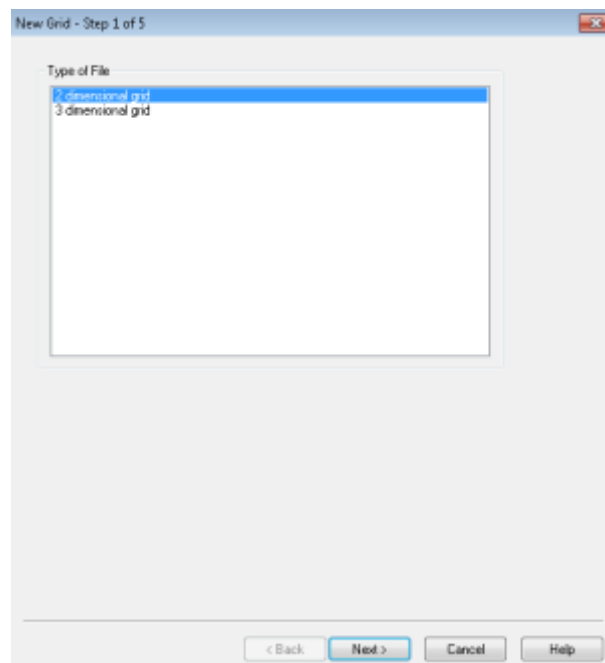 New Grid - Step 1 of 5
Type of File
2 dimensional grid
3 dimensional grid
< Back
Next >
Cancel
Help